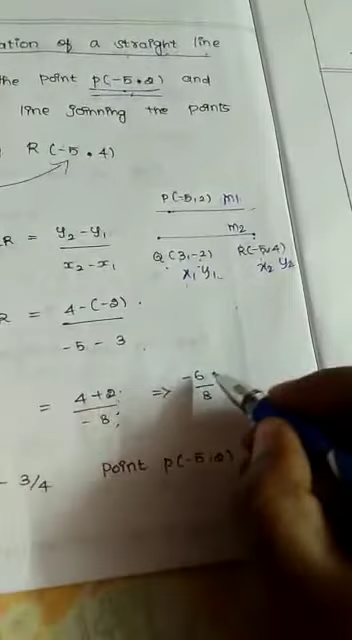 ation of a straight line
the point P(-5,2) and
line joinning the points
R (-5,4)
P(-5,2) m1
m2
Q(3,-2) R(-5,4)
x1 y1 x2 y2
R = y2-y1 / x2-x1
R = 4-(-2) / -5-3
= 4+2 / -8 => -6/8
- 3/4 point P(-5,2)